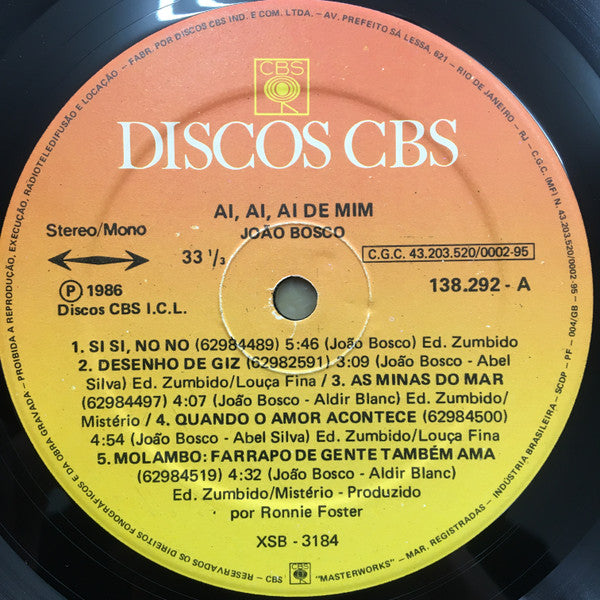 RESERVADOS OS DIREITOS FONOGRÁFICOS E DA OBRA GRAVADA - PROIBIDA A REPRODUÇÃO, EXECUÇÃO, RADIOTELEDIFUSÃO E LOCAÇÃO - FABR. POR DISCOS CBS IND. E COM. LTDA. - AV. PREFEITO SÁ LESSA, 621 - RIO DE JANEIRO - RJ - C.G.C. (MF) N. 43.203.520/0002-95 - SCDP - PF - 004/GB - INDÚSTRIA BRASILEIRA
CBS
DISCOS CBS
AI, AI, AI DE MIM
JOÃO BOSCO
Stereo/Mono
33 1/3
C.G.C. 43.203.520/0002-95
℗ 1986
Discos CBS I.C.L.
138.292 - A
1. SI SI, NO NO (62984489) 5:46 (João Bosco) Ed. Zumbido
2. DESENHO DE GIZ (62982591) 3:09 (João Bosco - Abel
Silva) Ed. Zumbido/Louça Fina / 3. AS MINAS DO MAR
(62984497) 4:07 (João Bosco - Aldir Blanc) Ed. Zumbido/
Mistério / 4. QUANDO O AMOR ACONTECE (62984500)
4:54 (João Bosco - Abel Silva) Ed. Zumbido/Louça Fina
5. MOLAMBO: FARRAPO DE GENTE TAMBÉM AMA
(62984519) 4:32 (João Bosco - Aldir Blanc)
Ed. Zumbido/Mistério - Produzido
por Ronnie Foster
XSB - 3184
- CBS "MASTERWORKS" - MAR. REGISTRADAS -